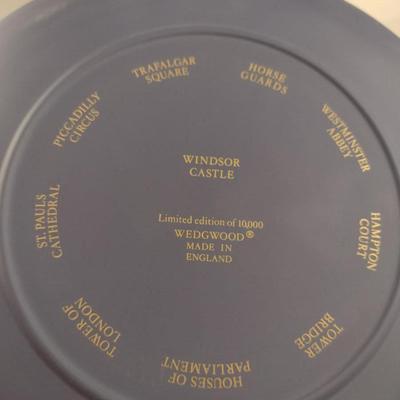 TRAFALGAR
SQUARE
HORSE
GUARDS
WESTMINSTER
ABBEY
HAMPTON
COURT
TOWER
BRIDGE
HOUSES OF
PARLIAMENT
TOWER OF
LONDON
ST. PAULS
CATHEDRAL
PICCADILLY
CIRCUS
WINDSOR
CASTLE
Limited edition of 10,000
WEDGWOOD®
MADE IN
ENGLAND